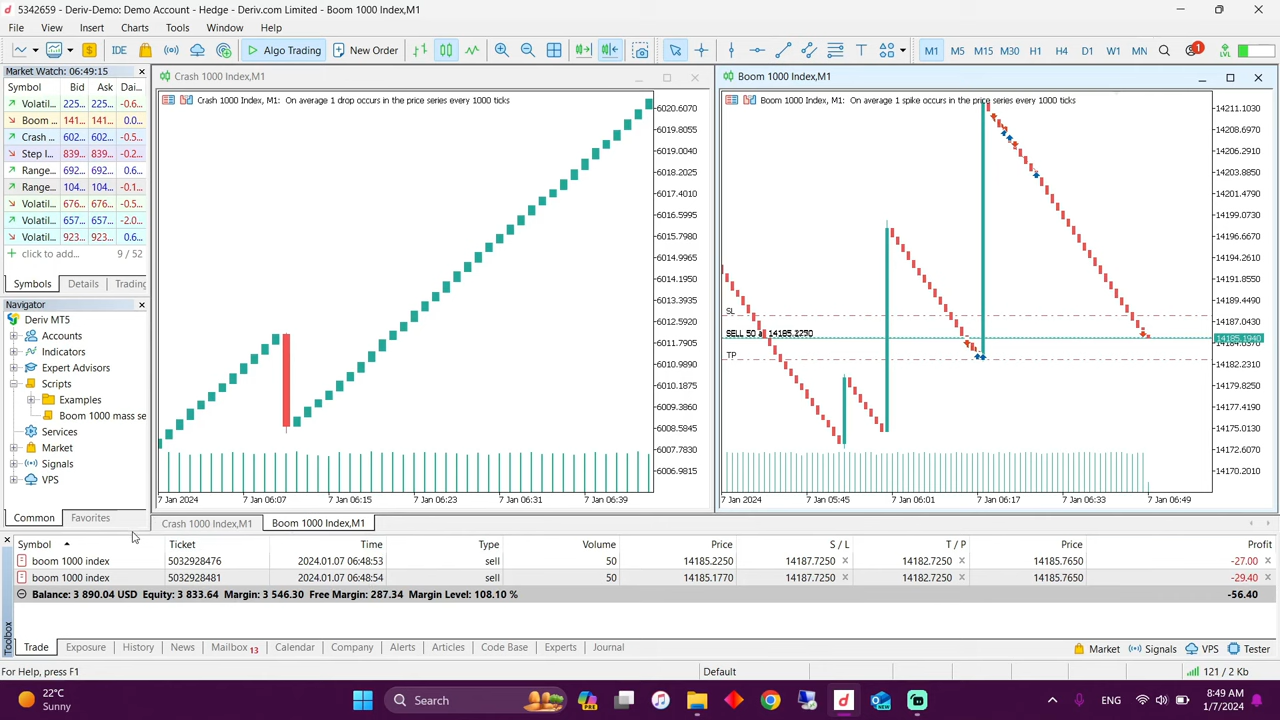 5342659 - Deriv-Demo: Demo Account - Hedge - Deriv.com Limited - Boom 1000 Index,M1
File View Insert Charts Tools Window Help
IDE Algo Trading New Order M1 M5 M15 M30 H1 H4 D1 W1 MN 1 LVL
Market Watch: 06:49:15
Symbol Bid Ask Dai...
Volatil... 225... 225... -0.6...
Boom ... 141... 141... 0.0...
Crash ... 602... 602... -0.5...
Step I... 839... 839... -0.2...
Range... 692... 692... 0.6...
Range... 104... 104... -0.1...
Volatil... 676... 676... -0.5...
Volatil... 657... 657... -2.0...
Volatil... 923... 923... 0.6...
click to add... 9 / 52
Symbols Details Trading
Navigator
Deriv MT5
Accounts
Indicators
Expert Advisors
Scripts
Examples
Boom 1000 mass se
Services
Market
Signals
VPS
Common Favorites
Crash 1000 Index,M1
Crash 1000 Index, M1: On average 1 drop occurs in the price series every 1000 ticks
6020.6070
6019.8055
6019.0040
6018.2025
6017.4010
6016.5995
6015.7980
6014.9965
6014.1950
6013.3935
6012.5920
6011.7905
6010.9890
6010.1875
6009.3860
6008.5845
6007.7830
6006.9815
7 Jan 2024 7 Jan 06:07 7 Jan 06:15 7 Jan 06:23 7 Jan 06:31 7 Jan 06:39
Boom 1000 Index,M1
Boom 1000 Index, M1: On average 1 spike occurs in the price series every 1000 ticks
14211.1030
14208.6970
14206.2910
14203.8850
14201.4790
14199.0730
14196.6670
14194.2610
14191.8550
14189.4490
14187.0430
14185.1940
14182.2310
14179.8250
14177.4190
14175.0130
14172.6070
14170.2010
SL
SELL 50 at 14185.2250
TP
7 Jan 2024 7 Jan 05:45 7 Jan 06:01 7 Jan 06:17 7 Jan 06:33 7 Jan 06:49
Crash 1000 Index,M1 Boom 1000 Index,M1
Symbol Ticket Time Type Volume Price S / L T / P Price Profit
boom 1000 index 5032928476 2024.01.07 06:48:53 sell 50 14185.2250 14187.7250 14182.7250 14185.7650 -27.00
boom 1000 index 5032928481 2024.01.07 06:48:54 sell 50 14185.1770 14187.7250 14182.7250 14185.7650 -29.40
Balance: 3 890.04 USD Equity: 3 833.64 Margin: 3 546.30 Free Margin: 287.34 Margin Level: 108.10 % -56.40
Toolbox
Trade Exposure History News Mailbox 13 Calendar Company Alerts Articles Code Base Experts Journal Market Signals VPS Tester
For Help, press F1 Default 121 / 2 Kb
22°C
Sunny
Search
PRE
ENG
8:49 AM
1/7/2024